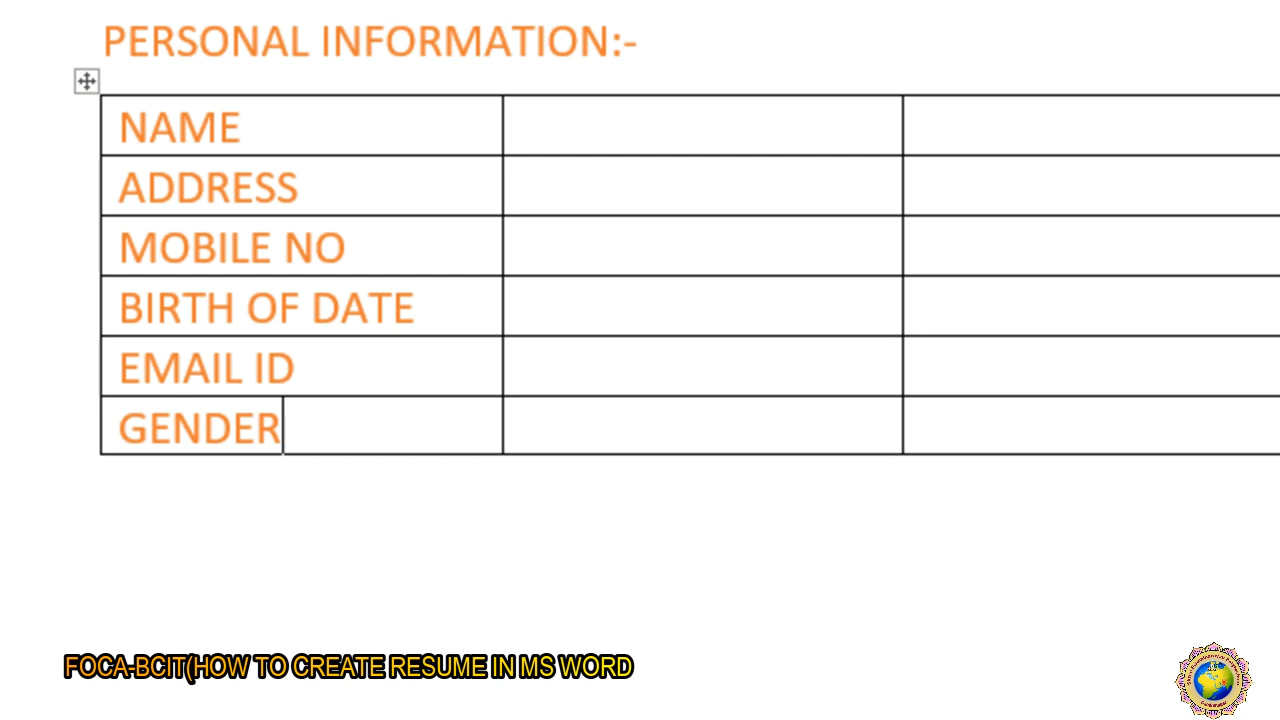 PERSONAL INFORMATION:-
NAME
ADDRESS
MOBILE NO
BIRTH OF DATE
EMAIL ID
GENDER
FOCA-BCIT(HOW TO CREATE RESUME IN MS WORD